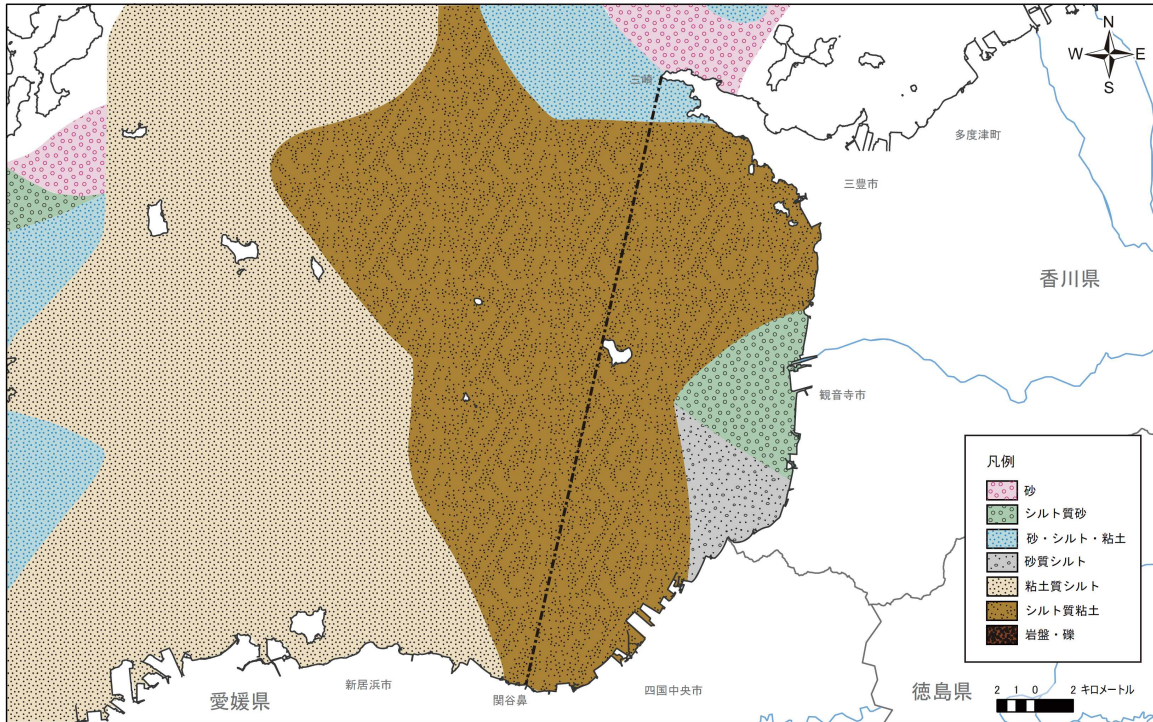 N
W E
S
三崎
多度津町
三豊市
香川県
観音寺市
凡例
砂
シルト質砂
砂・シルト・粘土
砂質シルト
粘土質シルト
シルト質粘土
岩盤・礫
新居浜市
愛媛県
関谷鼻
四国中央市
徳島県
2 1 0 2 キロメートル